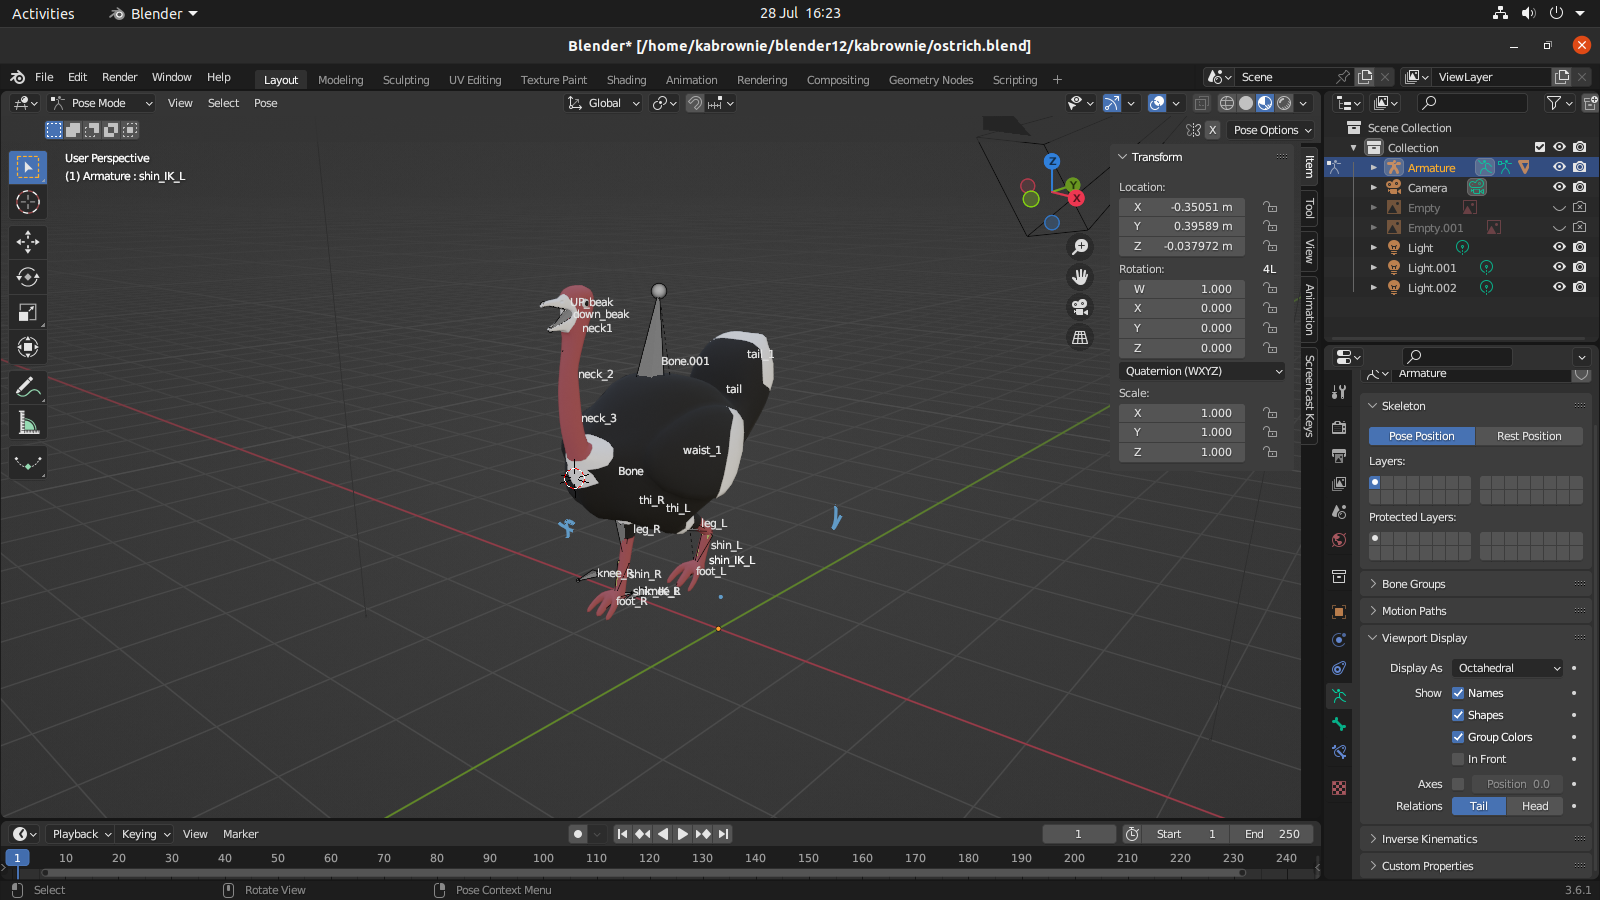 Activities Blender 28 Jul 16:23
Blender* [/home/kabrownie/blender12/kabrownie/ostrich.blend]
File Edit Render Window Help Layout Modeling Sculpting UV Editing Texture Paint Shading Animation Rendering Compositing Geometry Nodes Scripting + Scene ViewLayer
Pose Mode View Select Pose Global
X Pose Options
User Perspective
(1) Armature : shin_IK_L
Z
Y
X
UP_beak
down_beak
neck1
neck_2
neck_3
Bone.001
tail_1
tail
waist_1
Bone
thi_R
thi_L
leg_R
leg_L
shin_L
shin_IK_L
foot_L
knee_R
shin_R
foot_R
Transform
Location:
X -0.35051 m
Y 0.39589 m
Z -0.037972 m
Rotation: 4L
W 1.000
X 0.000
Y 0.000
Z 0.000
Quaternion (WXYZ)
Scale:
X 1.000
Y 1.000
Z 1.000
Item
Tool
View
Animation
Screencast Keys
Scene Collection
Collection
Armature
Camera
Empty
Empty.001
Light
Light.001
Light.002
Armature
Skeleton
Pose Position Rest Position
Layers:
Protected Layers:
Bone Groups
Motion Paths
Viewport Display
Display As Octahedral
Show Names
Shapes
Group Colors
In Front
Axes Position 0.0
Relations Tail Head
Inverse Kinematics
Custom Properties
Playback Keying View Marker 1 Start 1 End 250
1 10 20 30 40 50 60 70 80 90 100 110 120 130 140 150 160 170 180 190 200 210 220 230 240
Select Rotate View Pose Context Menu 3.6.1